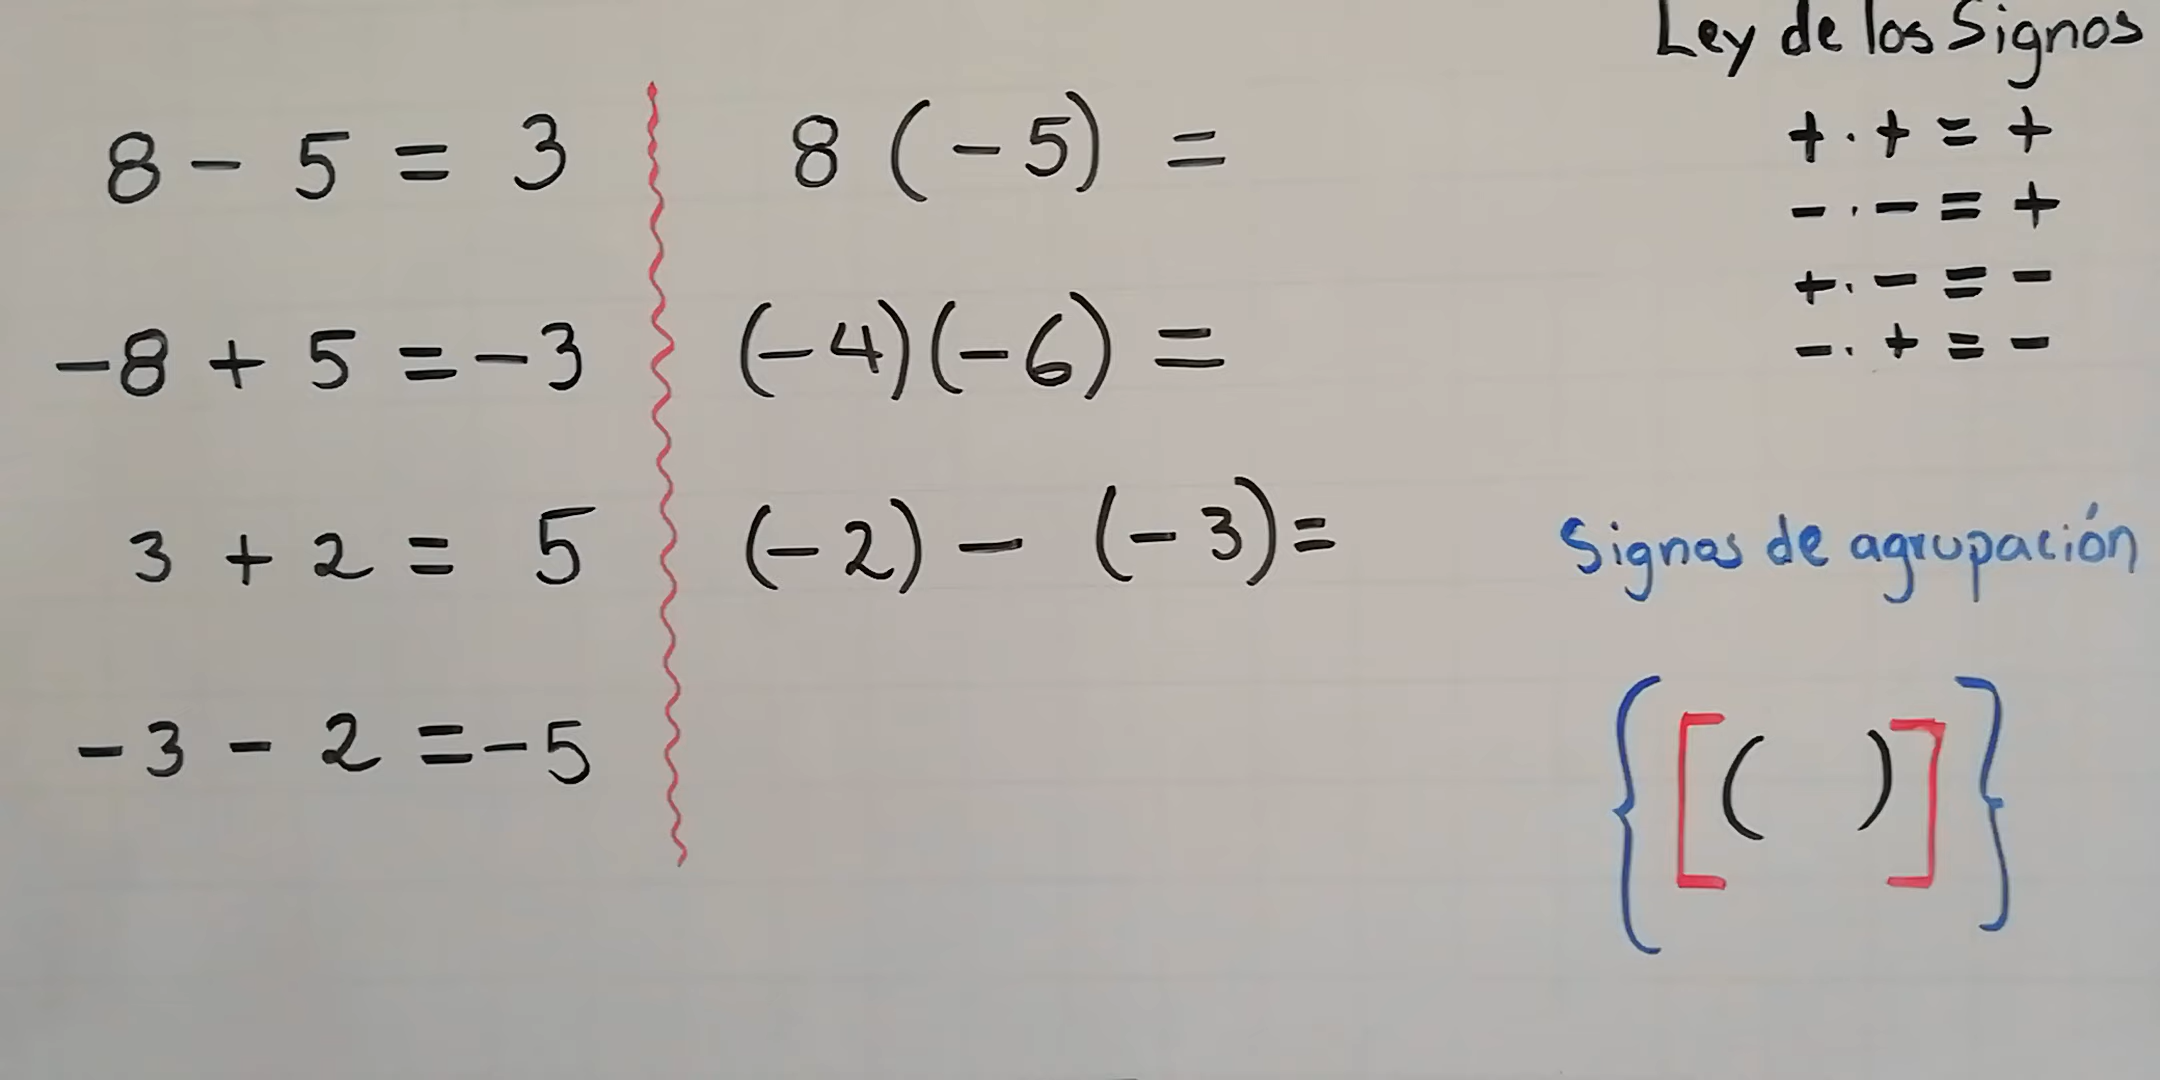 8 - 5 = 3
-8 + 5 = -3
3 + 2 = 5
-3 - 2 = -5
8 (-5) =
(-4)(-6) =
(-2) - (-3) =
Ley de los Signos
+ · + = +
- · - = +
+ · - = -
- · + = -
Signos de agrupación
{[( )]}